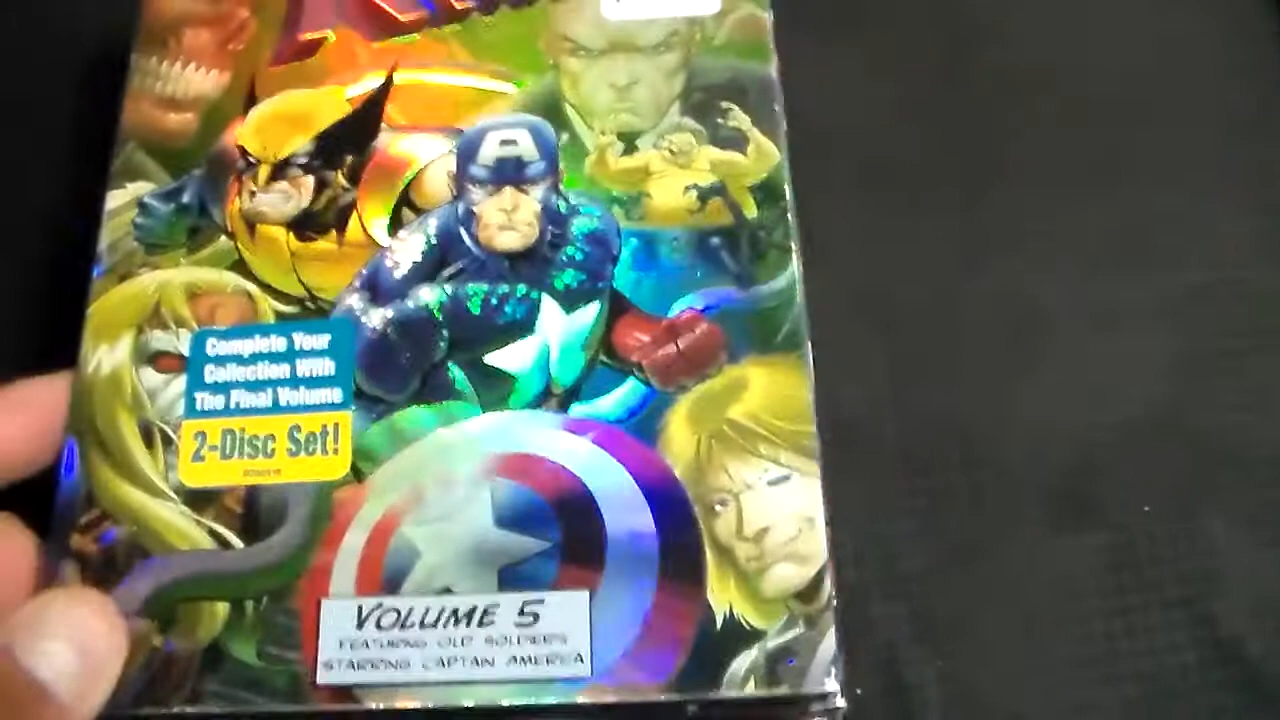 A
Complete Your
Collection With
The Final Volume
2-Disc Set!
VOLUME 5
FEATURING OLD SOLDIERS
STARRING CAPTAIN AMERICA